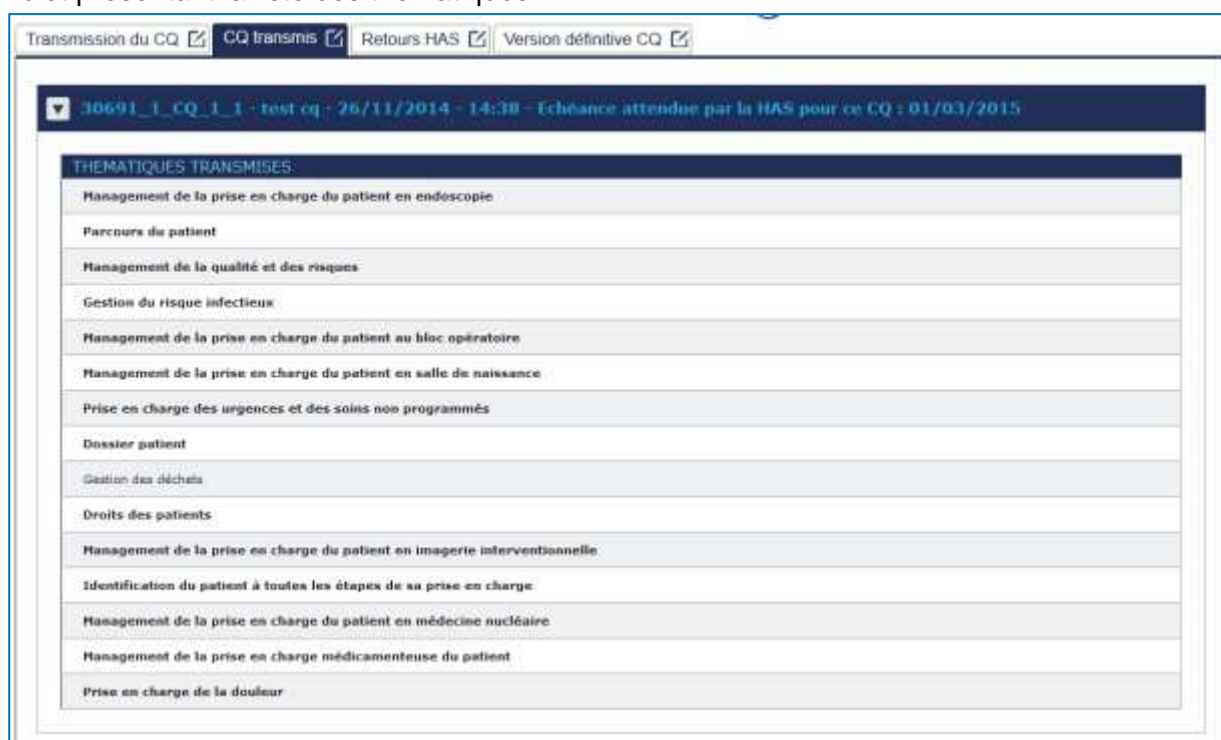 Transmission du CQ CQ transmis Retours HAS Version définitive CQ
30691_1_CQ_1_1 - test cq - 26/11/2014 - 14:38 - Echéance attendue par la HAS pour ce CQ : 01/03/2015
THEMATIQUES TRANSMISES
Management de la prise en charge du patient en endoscopie
Parcours du patient
Management de la qualité et des risques
Gestion du risque infectieux
Management de la prise en charge du patient au bloc opératoire
Management de la prise en charge du patient en salle de naissance
Prise en charge des urgences et des soins non programmés
Dossier patient
Gestion des déchets
Droits des patients
Management de la prise en charge du patient en imagerie interventionnelle
Identification du patient à toutes les étapes de sa prise en charge
Management de la prise en charge du patient en médecine nucléaire
Management de la prise en charge médicamenteuse du patient
Prise en charge de la douleur